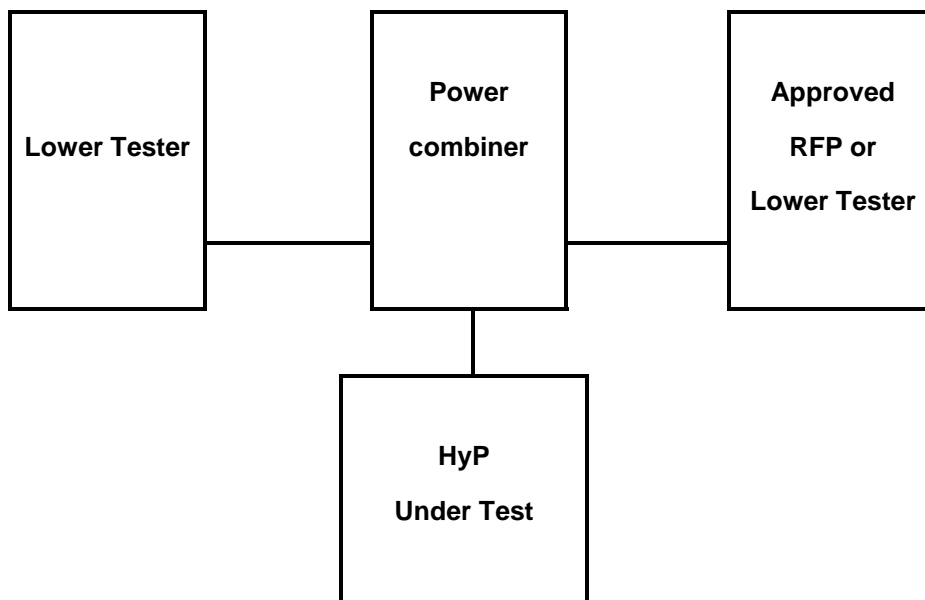 Lower Tester
Power
combiner
Approved
RFP or
Lower Tester
HyP
Under Test